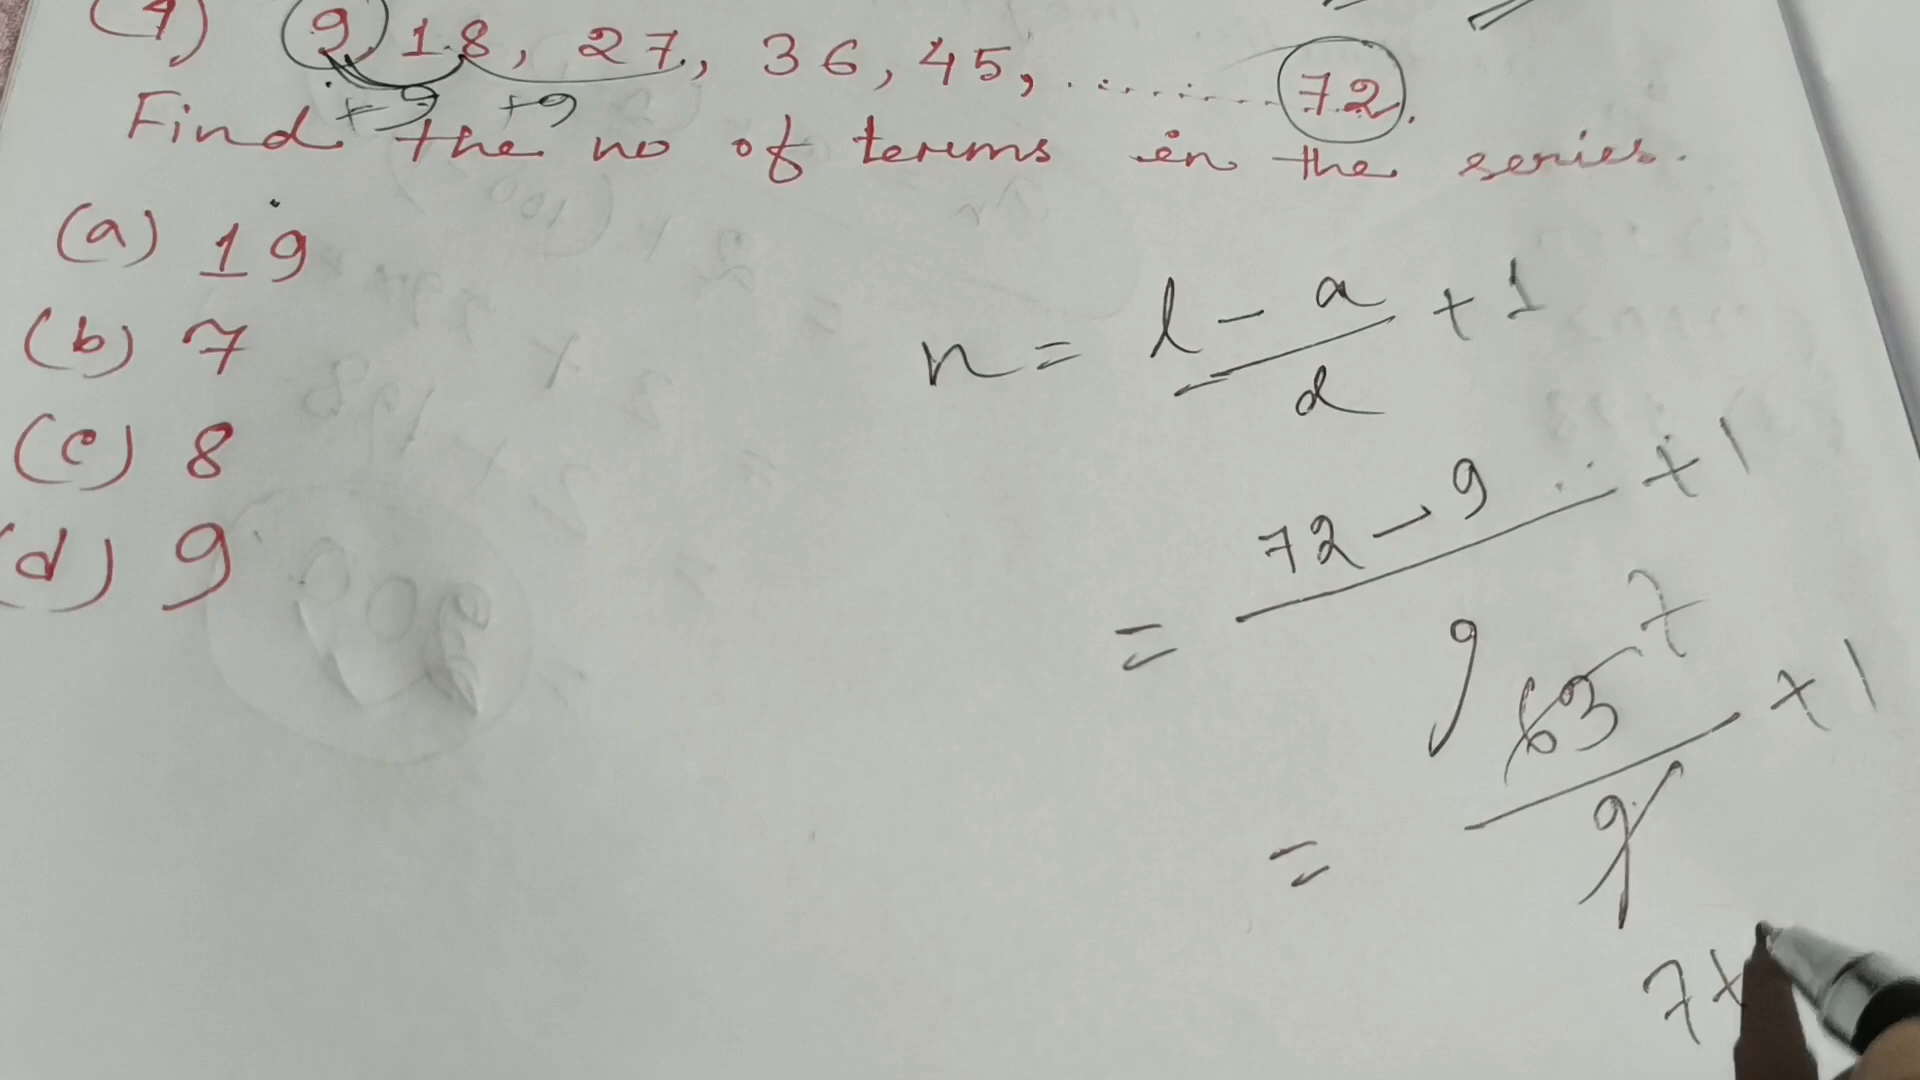 (9) 9, 18, 27, 36, 45, ............ 72.
+9 +9
Find the no of terms in the series.
(a) 19
(b) 7
(c) 8
(d) 9
n = l - a / d + 1
= 72 - 9 / 9 + 1
= 63 7 / 9 + 1
7+